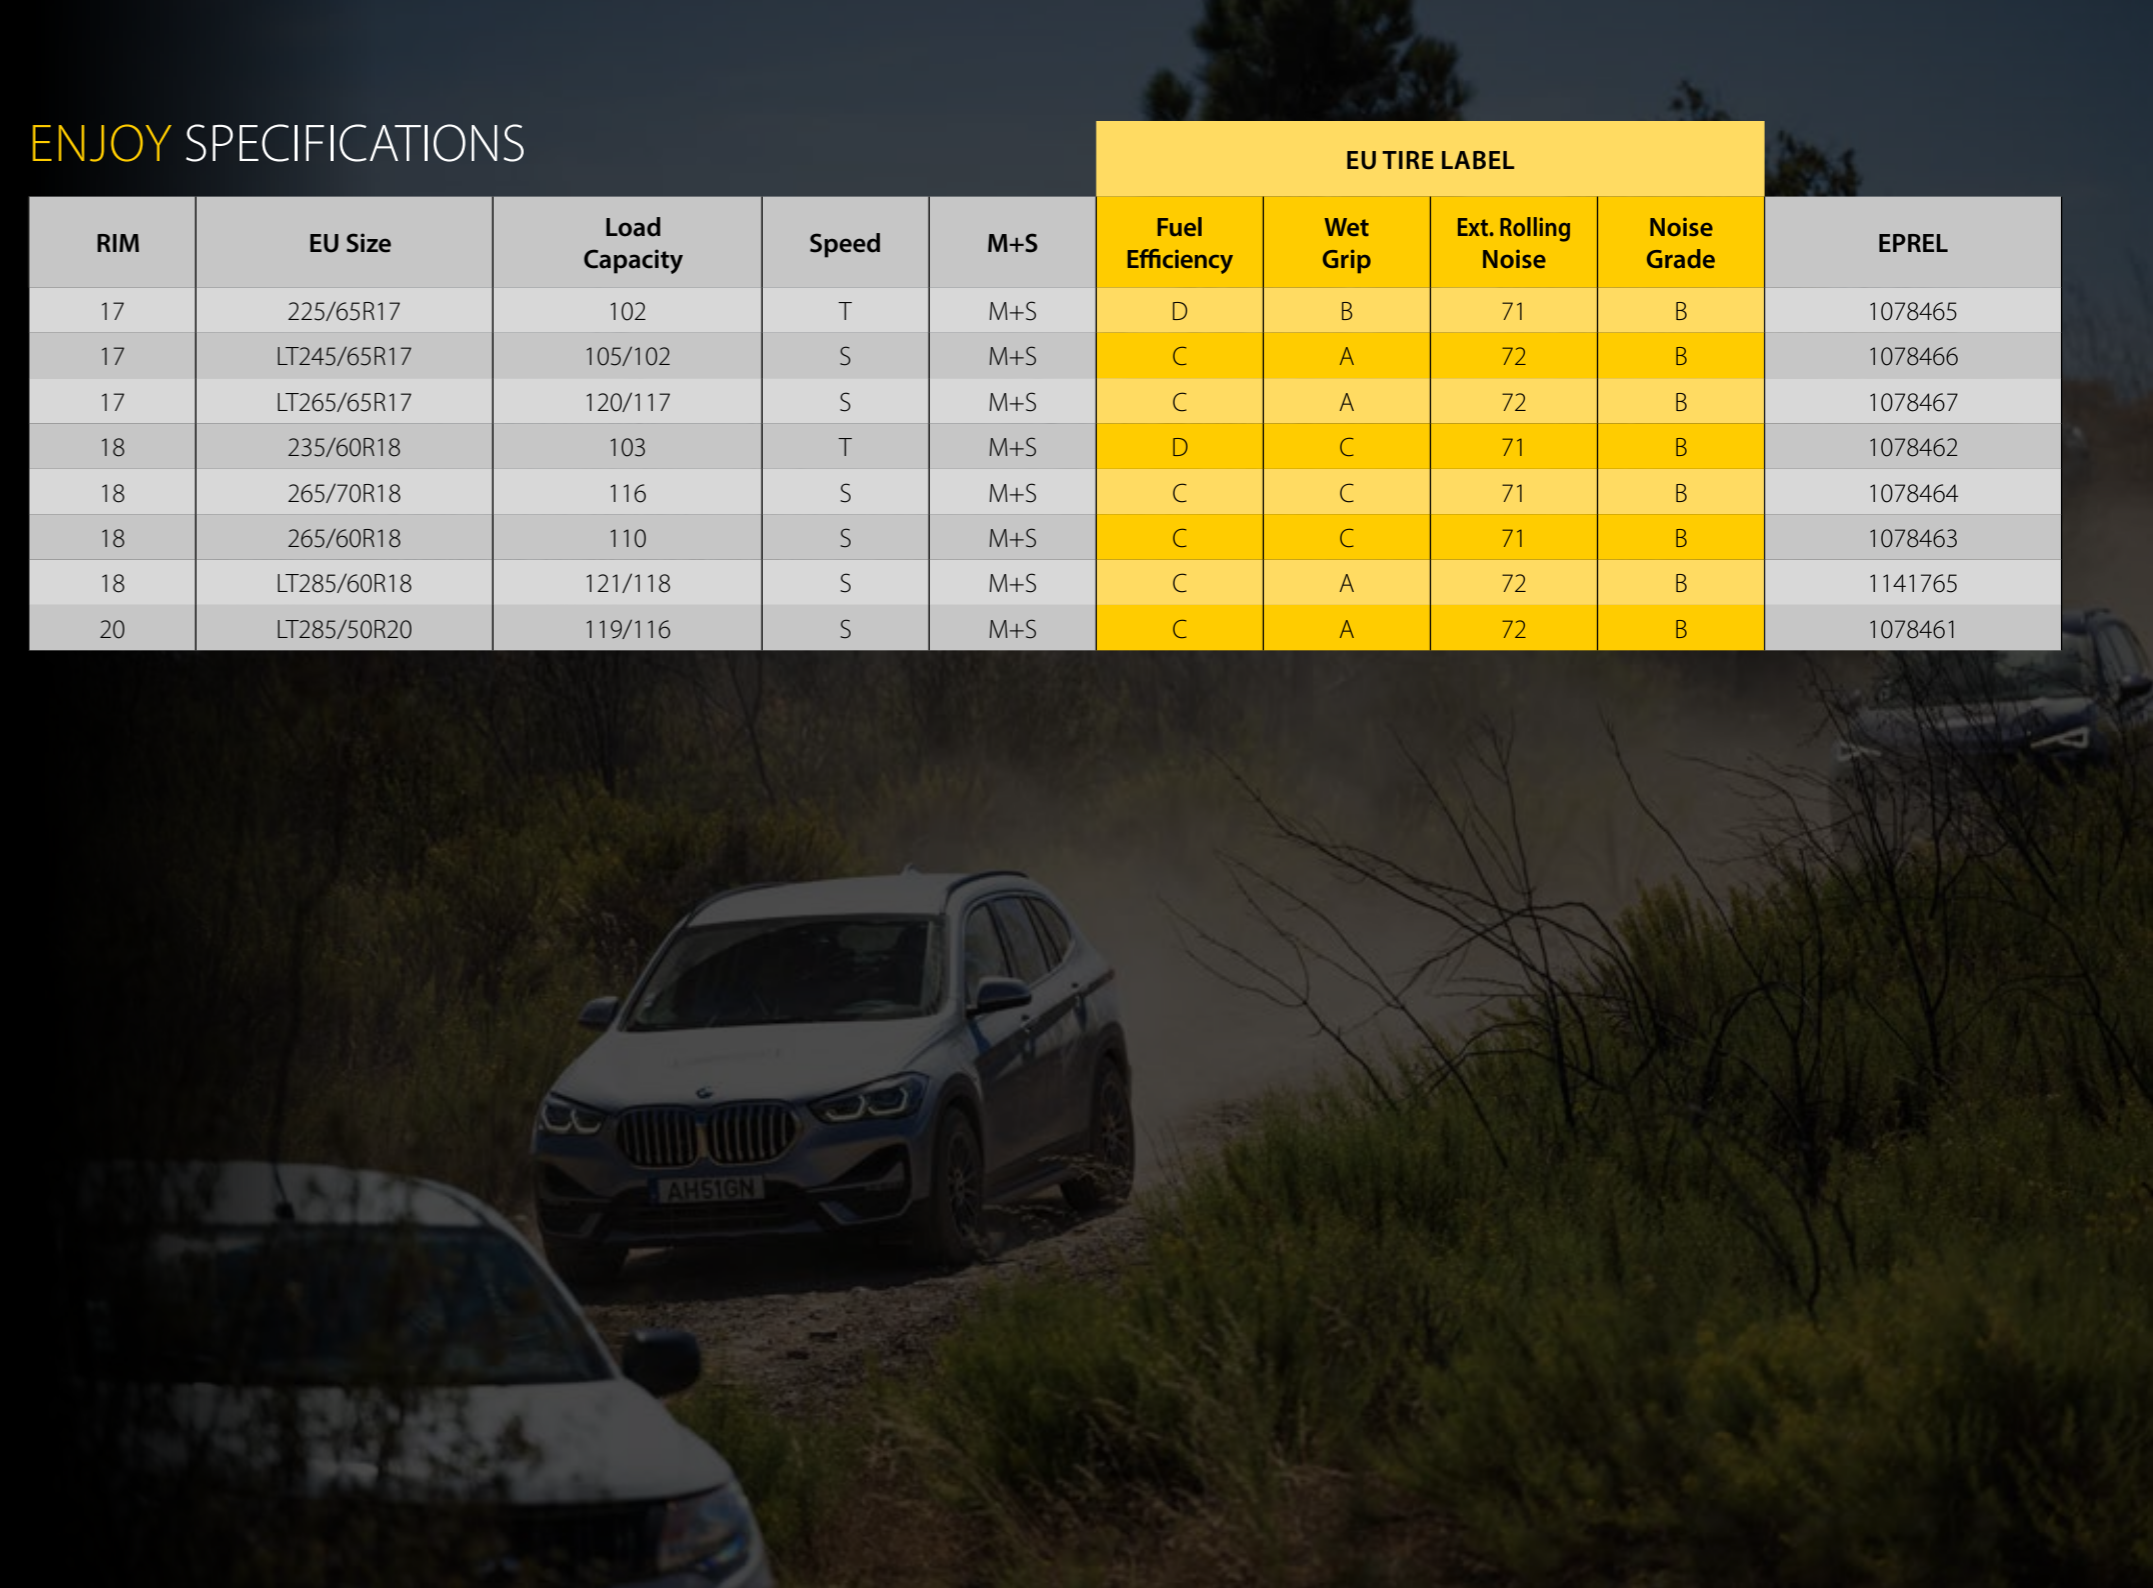 ENJOY SPECIFICATIONS
EU TIRE LABEL
RIM EU Size Load Capacity Speed M+S Fuel Efficiency Wet Grip Ext. Rolling Noise Noise Grade EPREL
17 225/65R17 102 T M+S D B 71 B 1078465
17 LT245/65R17 105/102 S M+S C A 72 B 1078466
17 LT265/65R17 120/117 S M+S C A 72 B 1078467
18 235/60R18 103 T M+S D C 71 B 1078462
18 265/70R18 116 S M+S C C 71 B 1078464
18 265/60R18 110 S M+S C C 71 B 1078463
18 LT285/60R18 121/118 S M+S C A 72 B 1141765
20 LT285/50R20 119/116 S M+S C A 72 B 1078461
AH51GN